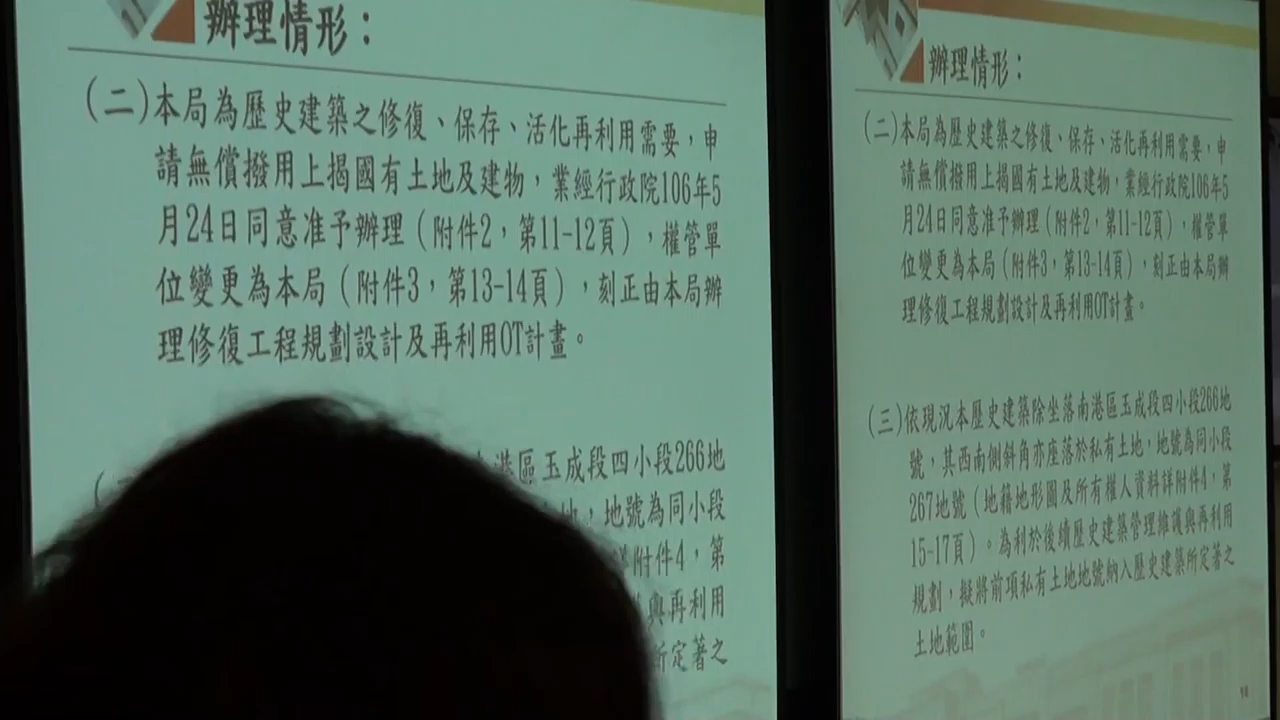 辦理情形：
(二)本局為歷史建築之修復、保存、活化再利用需要，申
請無償撥用上揭國有土地及建物，業經行政院106年5
月24日同意准予辦理（附件2，第11-12頁），權管單
位變更為本局（附件3，第13-14頁），刻正由本局辦
理修復工程規劃設計及再利用OT計畫。
港區玉成段四小段266地
地，地號為同小段
附件4，第
與再利用
所定著之
辦理情形：
(二)本局為歷史建築之修復、保存、活化再利用需要，申
請無償撥用上揭國有土地及建物，業經行政院106年5
月24日同意准予辦理（附件2，第11-12頁），權管單
位變更為本局（附件3，第13-14頁），刻正由本局辦
理修復工程規劃設計及再利用OT計畫。
(三)依現況本歷史建築除坐落南港區玉成段四小段266地
號，其西南側斜角亦座落於私有土地，地號為同小段
267地號（地籍地形圖及所有權人資料詳附件4，第
15-17頁）。為利於後續歷史建築管理維護與再利用
規劃，擬將前項私有土地地號納入歷史建築所定著之
土地範圍。